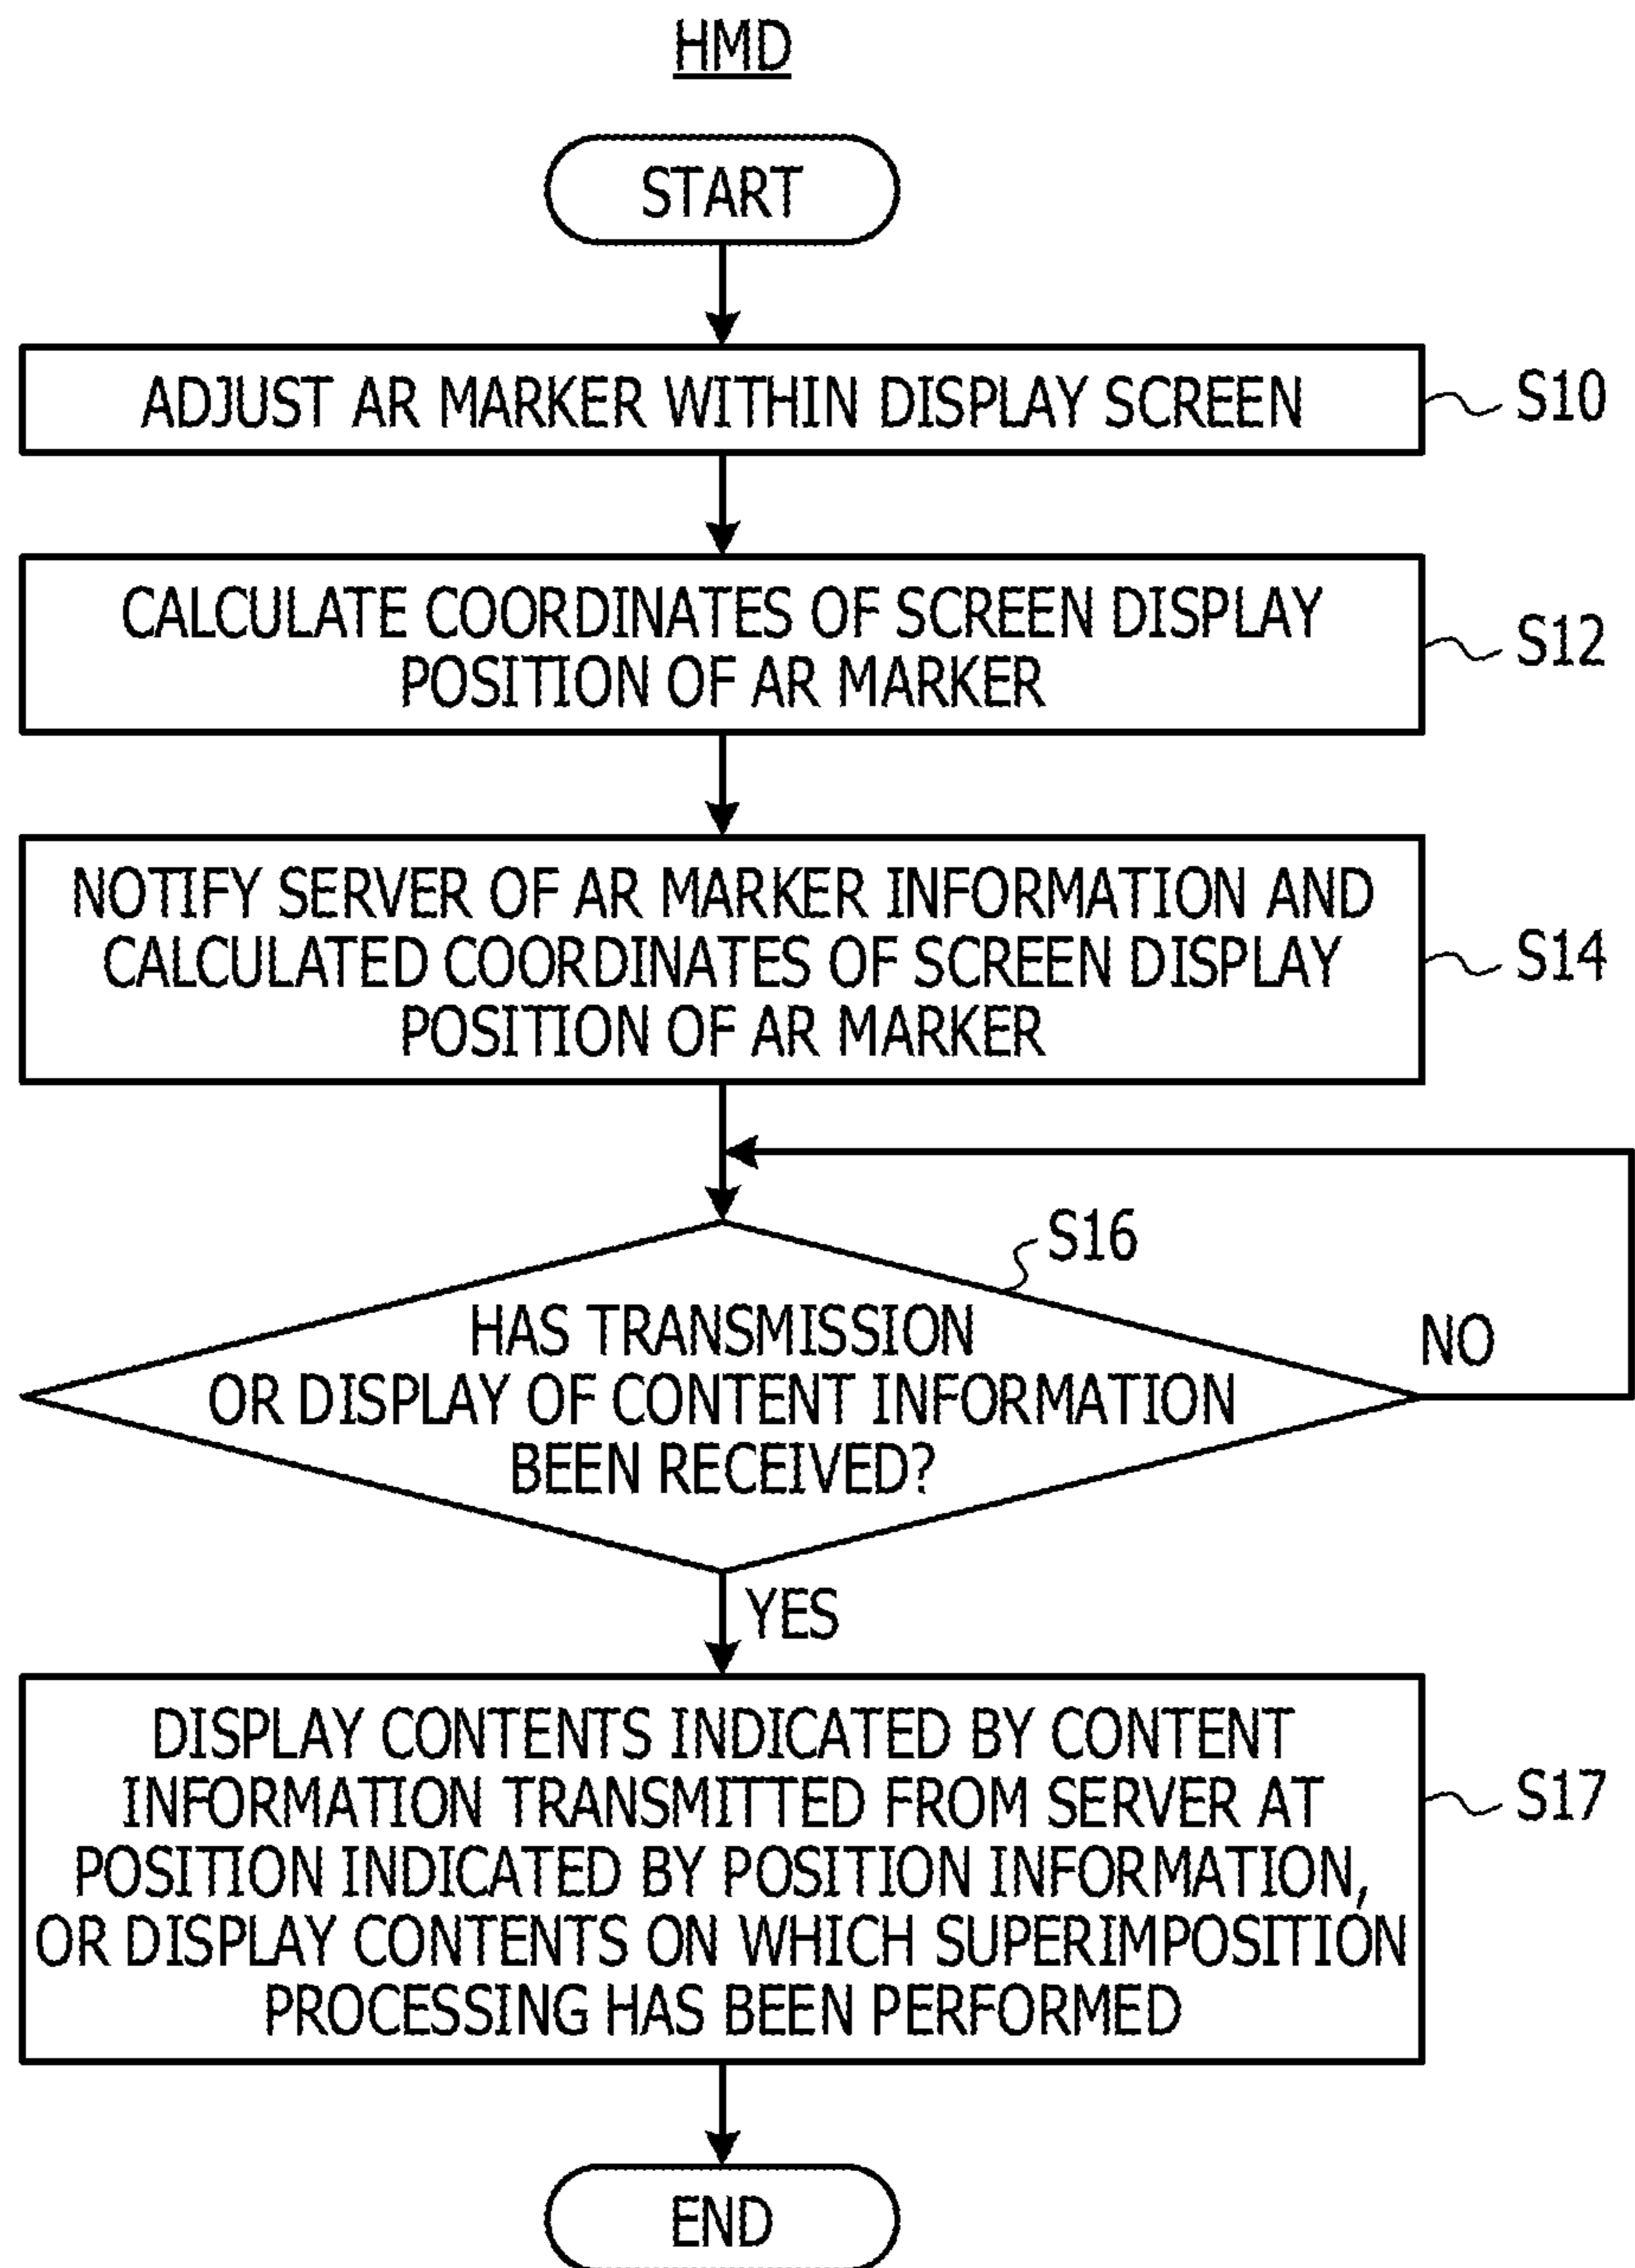 HMD
START
ADJUST AR MARKER WITHIN DISPLAY SCREEN
S10
CALCULATE COORDINATES OF SCREEN DISPLAY
POSITION OF AR MARKER
S12
NOTIFY SERVER OF AR MARKER INFORMATION AND
CALCULATED COORDINATES OF SCREEN DISPLAY
POSITION OF AR MARKER
S14
S16
HAS TRANSMISSION
OR DISPLAY OF CONTENT INFORMATION
BEEN RECEIVED?
NO
YES
DISPLAY CONTENTS INDICATED BY CONTENT
INFORMATION TRANSMITTED FROM SERVER AT
POSITION INDICATED BY POSITION INFORMATION,
OR DISPLAY CONTENTS ON WHICH SUPERIMPOSITION
PROCESSING HAS BEEN PERFORMED
S17
END